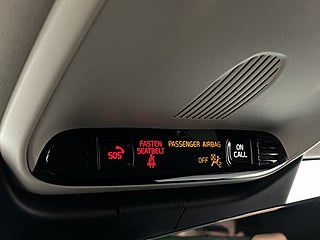 SOS
FASTEN
SEATBELT
PASSENGER AIRBAG
OFF
ON
CALL